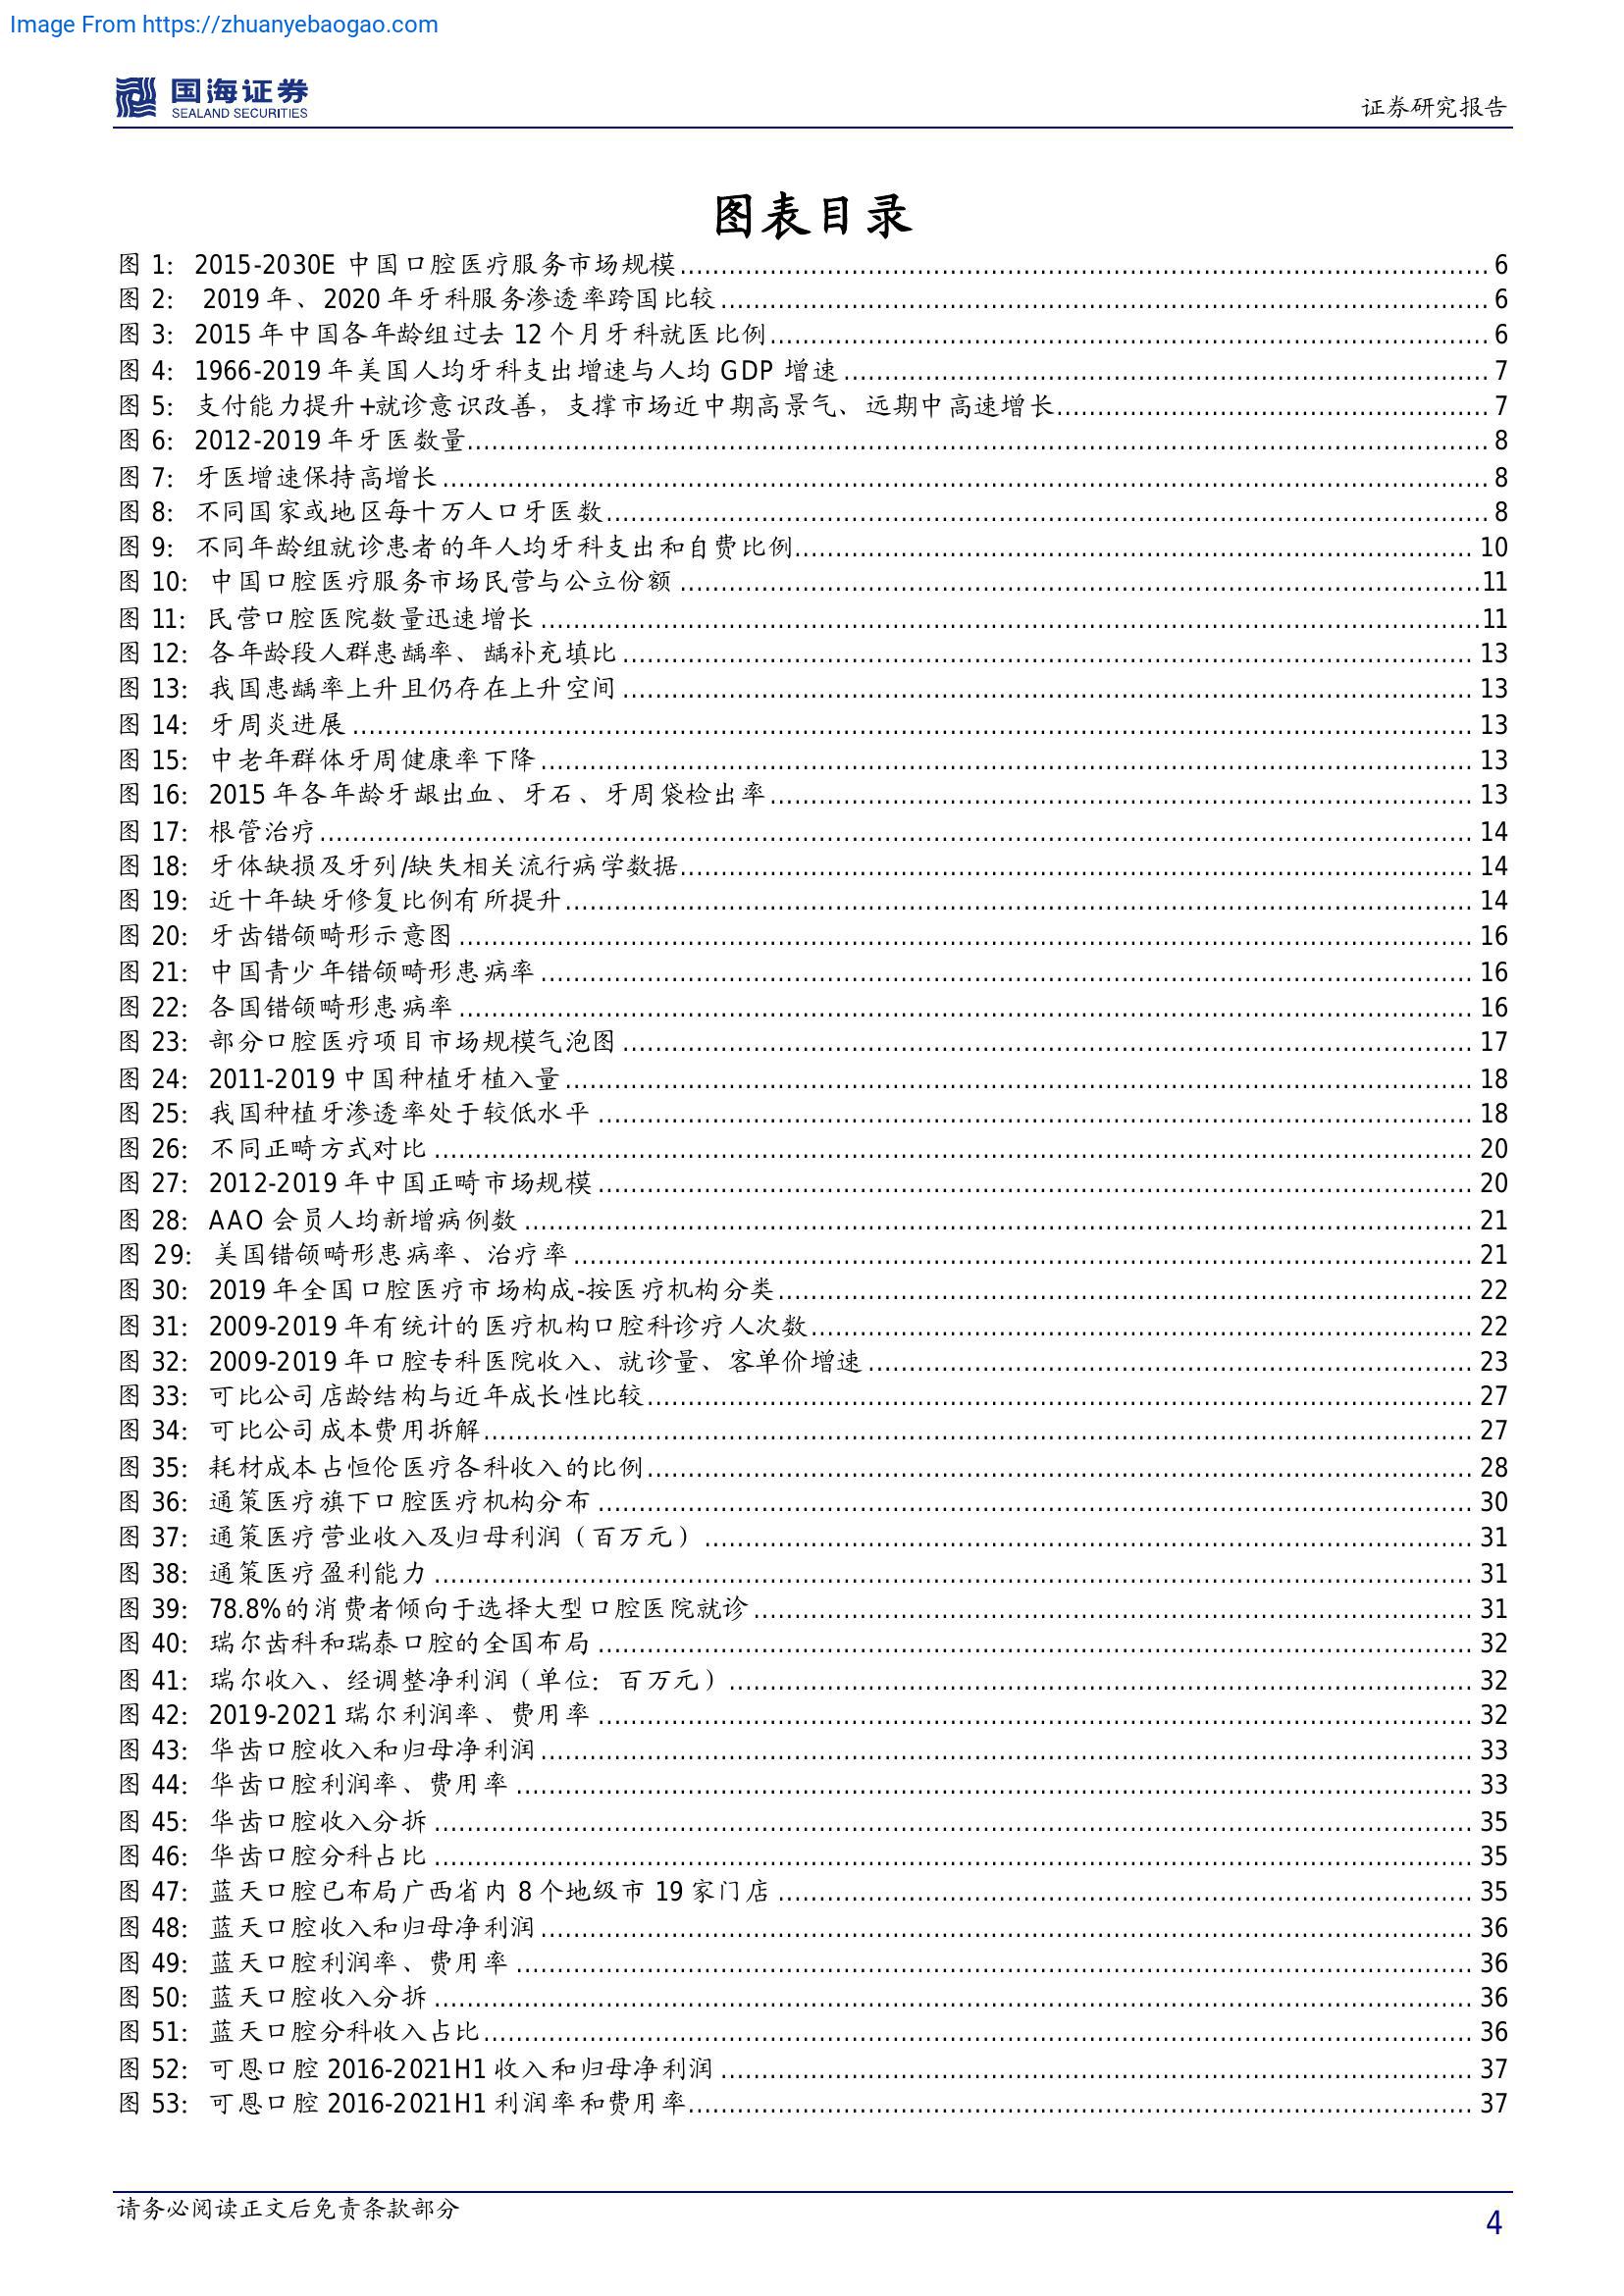 Image From https://zhuanyebaogao.com
国海证券
SEALAND SECURITIES
证券研究报告
图表目录
图 1: 2015-2030E 中国口腔医疗服务市场规模 6
图 2: 2019 年、2020 年牙科服务渗透率跨国比较 6
图 3: 2015 年中国各年龄组过去 12 个月牙科就医比例 6
图 4: 1966-2019 年美国人均牙科支出增速与人均 GDP 增速 7
图 5: 支付能力提升+就诊意识改善，支撑市场近中期高景气、远期中高速增长 7
图 6: 2012-2019 年牙医数量 8
图 7: 牙医增速保持高增长 8
图 8: 不同国家或地区每十万人口牙医数 8
图 9: 不同年龄组就诊患者的年人均牙科支出和自费比例 10
图 10: 中国口腔医疗服务市场民营与公立份额 11
图 11: 民营口腔医院数量迅速增长 11
图 12: 各年龄段人群患龋率、龋补充填比 13
图 13: 我国患龋率上升且仍存在上升空间 13
图 14: 牙周炎进展 13
图 15: 中老年群体牙周健康率下降 13
图 16: 2015 年各年龄牙龈出血、牙石、牙周袋检出率 13
图 17: 根管治疗 14
图 18: 牙体缺损及牙列/缺失相关流行病学数据 14
图 19: 近十年缺牙修复比例有所提升 14
图 20: 牙齿错颌畸形示意图 16
图 21: 中国青少年错颌畸形患病率 16
图 22: 各国错颌畸形患病率 16
图 23: 部分口腔医疗项目市场规模气泡图 17
图 24: 2011-2019 中国种植牙植入量 18
图 25: 我国种植牙渗透率处于较低水平 18
图 26: 不同正畸方式对比 20
图 27: 2012-2019 年中国正畸市场规模 20
图 28: AAO 会员人均新增病例数 21
图 29: 美国错颌畸形患病率、治疗率 21
图 30: 2019 年全国口腔医疗市场构成-按医疗机构分类 22
图 31: 2009-2019 年有统计的医疗机构口腔科诊疗人次数 22
图 32: 2009-2019 年口腔专科医院收入、就诊量、客单价增速 23
图 33: 可比公司店龄结构与近年成长性比较 27
图 34: 可比公司成本费用拆解 27
图 35: 耗材成本占恒伦医疗各科收入的比例 28
图 36: 通策医疗旗下口腔医疗机构分布 30
图 37: 通策医疗营业收入及归母利润（百万元） 31
图 38: 通策医疗盈利能力 31
图 39: 78.8%的消费者倾向于选择大型口腔医院就诊 31
图 40: 瑞尔齿科和瑞泰口腔的全国布局 32
图 41: 瑞尔收入、经调整净利润（单位：百万元） 32
图 42: 2019-2021 瑞尔利润率、费用率 32
图 43: 华齿口腔收入和归母净利润 33
图 44: 华齿口腔利润率、费用率 33
图 45: 华齿口腔收入分拆 35
图 46: 华齿口腔分科占比 35
图 47: 蓝天口腔已布局广西省内 8 个地级市 19 家门店 35
图 48: 蓝天口腔收入和归母净利润 36
图 49: 蓝天口腔利润率、费用率 36
图 50: 蓝天口腔收入分拆 36
图 51: 蓝天口腔分科收入占比 36
图 52: 可恩口腔 2016-2021H1 收入和归母净利润 37
图 53: 可恩口腔 2016-2021H1 利润率和费用率 37
请务必阅读正文后免责条款部分
4